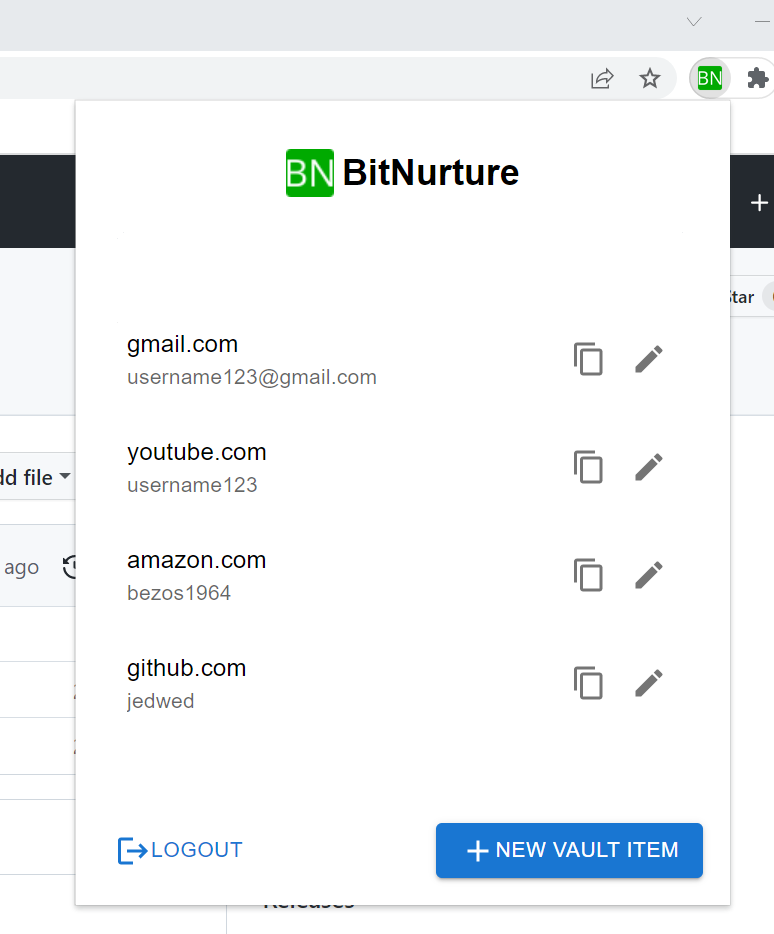 BN
BN BitNurture
Star
gmail.com
username123@gmail.com
youtube.com
username123
dd file
amazon.com
ago
bezos1964
github.com
jedwed
LOGOUT
NEW VAULT ITEM
Releases